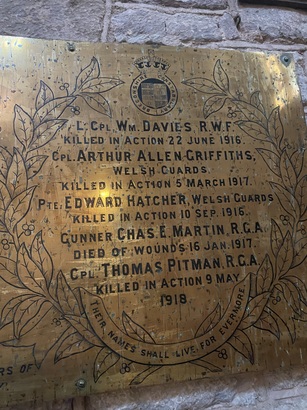 L. CPL. WM. DAVIES, R.W.F.
KILLED IN ACTION 22 JUNE 1916.
CPL. ARTHUR ALLEN GRIFFITHS,
WELSH GUARDS.
KILLED IN ACTION 5 MARCH 1917.
PTE. EDWARD HATCHER, WELSH GUARDS
KILLED IN ACTION 10 SEP. 1916.
GUNNER CHAS E. MARTIN, R.G.A.
DIED OF WOUNDS 16 JAN. 1917.
CPL. THOMAS PITMAN, R.G.A.
KILLED IN ACTION 9 MAY
1918.
THEIR NAMES SHALL LIVE FOR EVERMORE
RS OF